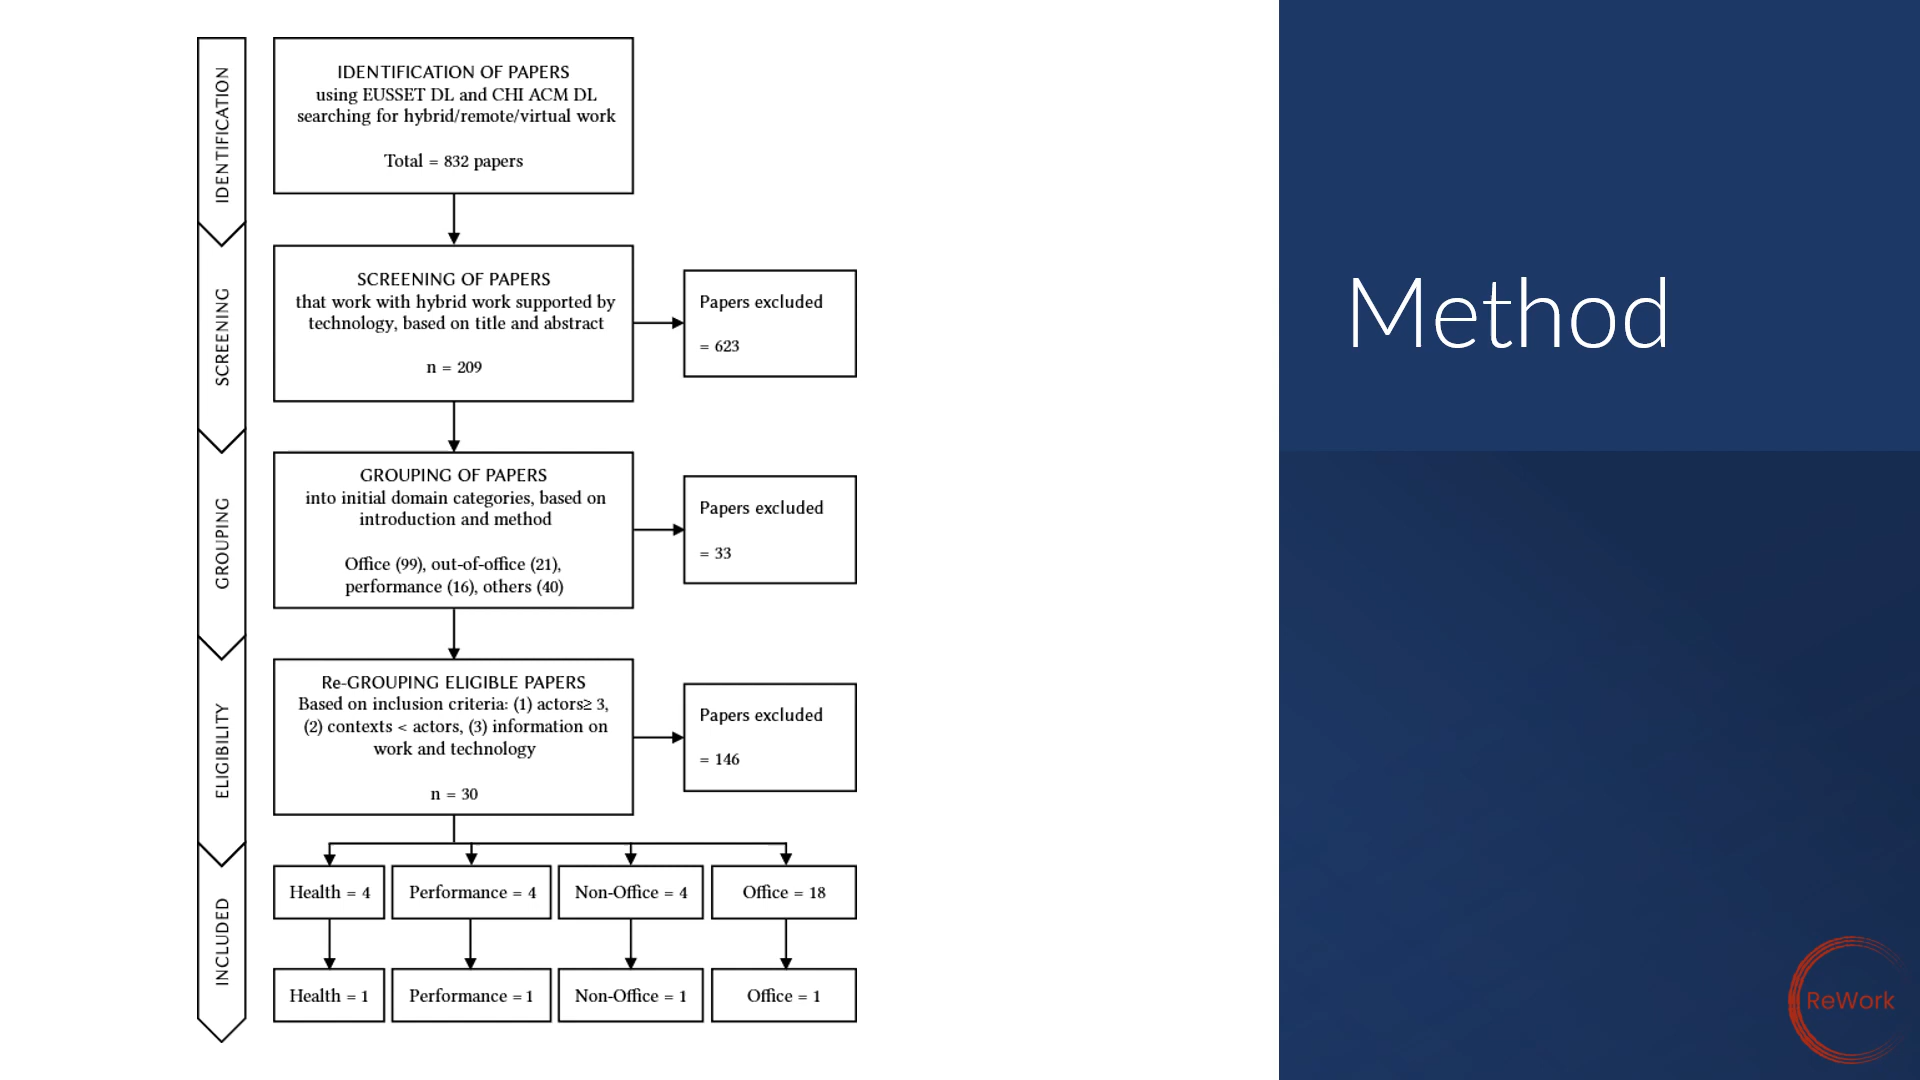 IDENTIFICATION
IDENTIFICATION OF PAPERS
using EUSSET DL and CHI ACM DL
searching for hybrid/remote/virtual work
Total = 832 papers
SCREENING
SCREENING OF PAPERS
that work with hybrid work supported by
technology, based on title and abstract
n = 209
Papers excluded
= 623
GROUPING
GROUPING OF PAPERS
into initial domain categories, based on
introduction and method
Office (99), out-of-office (21),
performance (16), others (40)
Papers excluded
= 33
ELIGIBILITY
Re-GROUPING ELIGIBLE PAPERS
Based on inclusion criteria: (1) actors≥ 3,
(2) contexts < actors, (3) information on
work and technology
n = 30
Papers excluded
= 146
INCLUDED
Health = 4
Performance = 4
Non-Office = 4
Office = 18
Health = 1
Performance = 1
Non-Office = 1
Office = 1
Method
ReWork